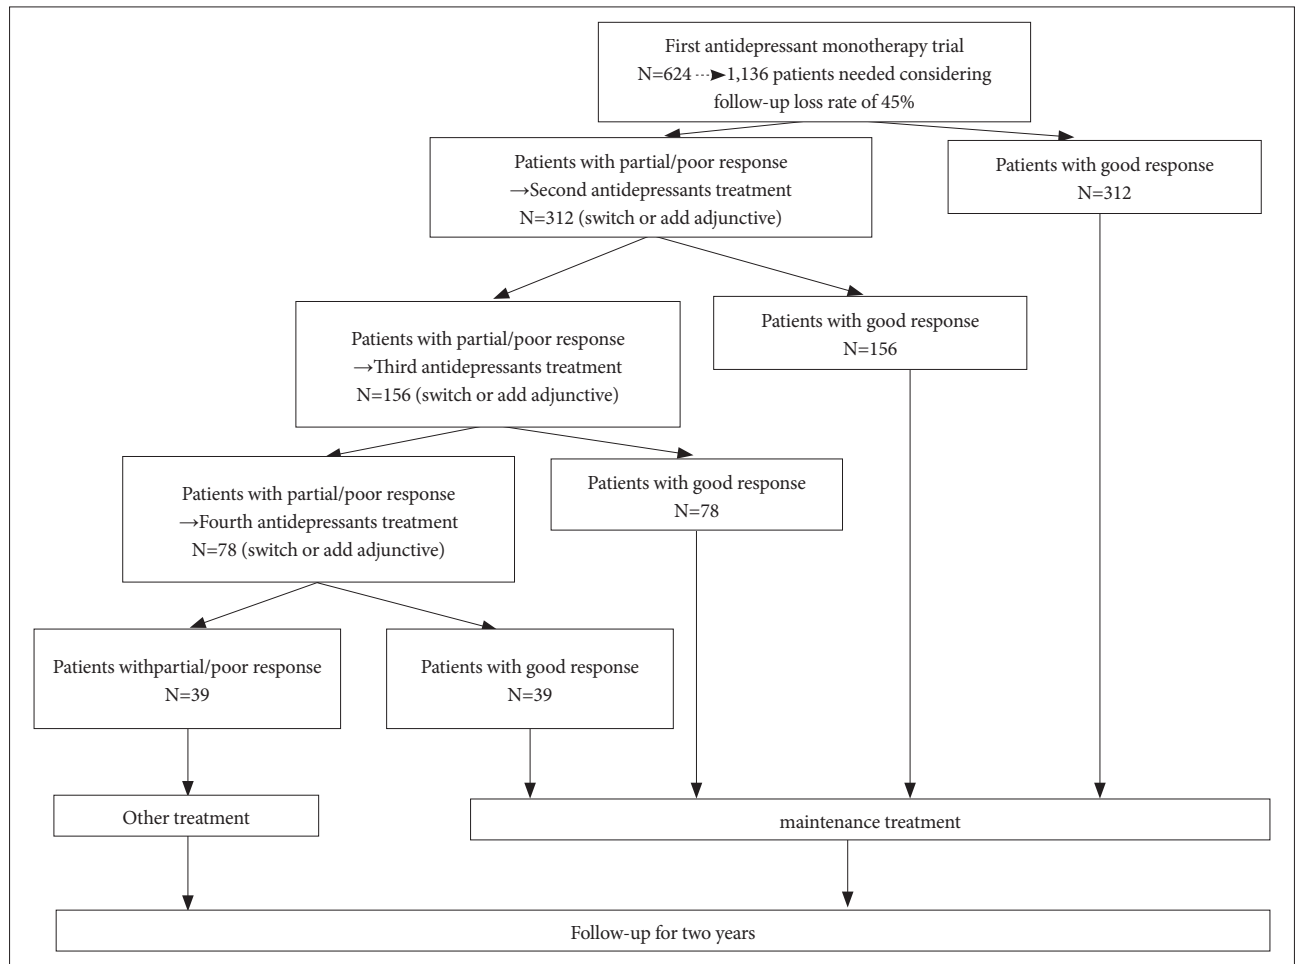 First antidepressant monotherapy trial
N=624 ⤑ 1,136 patients needed considering
follow-up loss rate of 45%
Patients with partial/poor response
→Second antidepressants treatment
N=312 (switch or add adjunctive)
Patients with good response
N=312
Patients with partial/poor response
→Third antidepressants treatment
N=156 (switch or add adjunctive)
Patients with good response
N=156
Patients with partial/poor response
→Fourth antidepressants treatment
N=78 (switch or add adjunctive)
Patients with good response
N=78
Patients withpartial/poor response
N=39
Patients with good response
N=39
Other treatment
maintenance treatment
Follow-up for two years